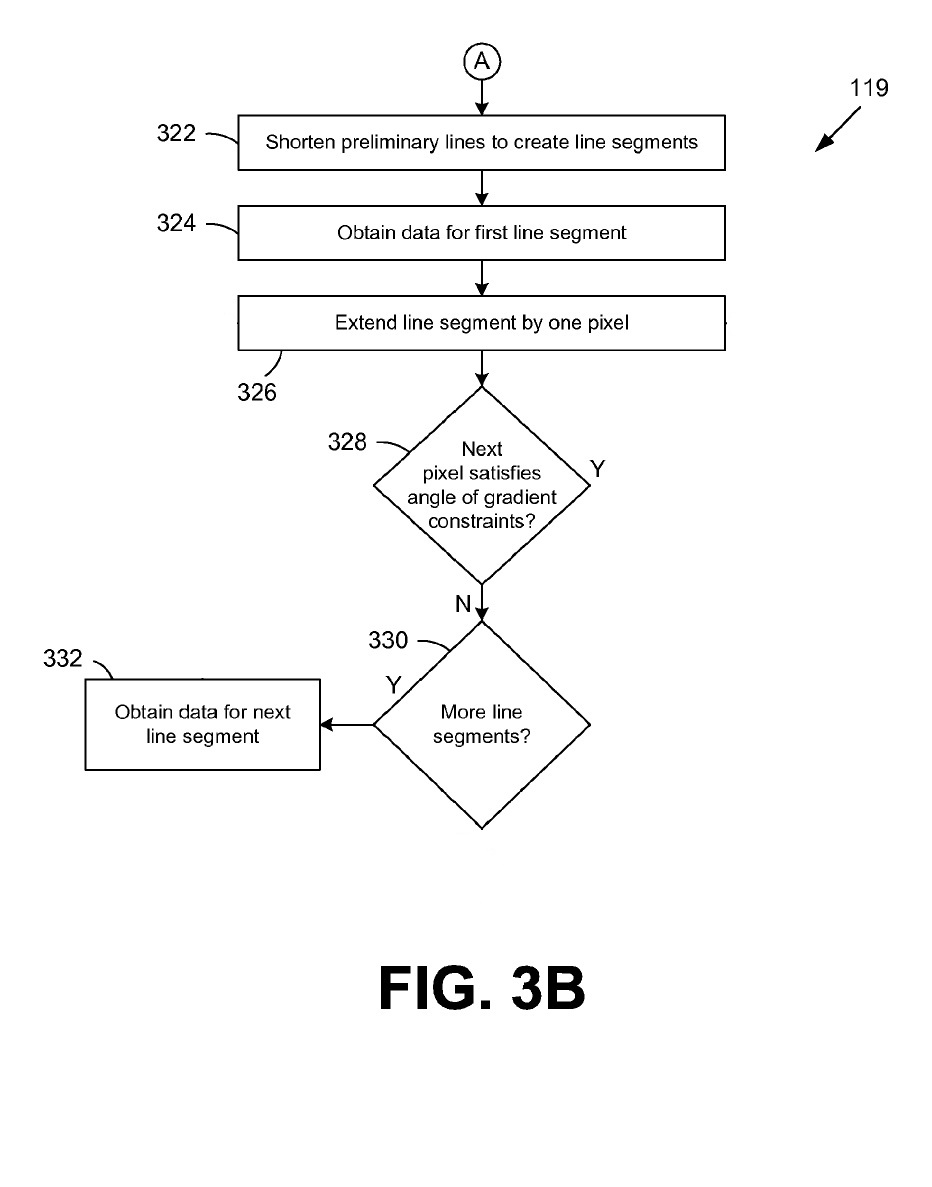 A
119
322
Shorten preliminary lines to create line segments
324
Obtain data for first line segment
Extend line segment by one pixel
326
328
Next
pixel satisfies
angle of gradient
constraints?
Y
N
330
332
Y
Obtain data for next
line segment
More line
segments?
FIG. 3B